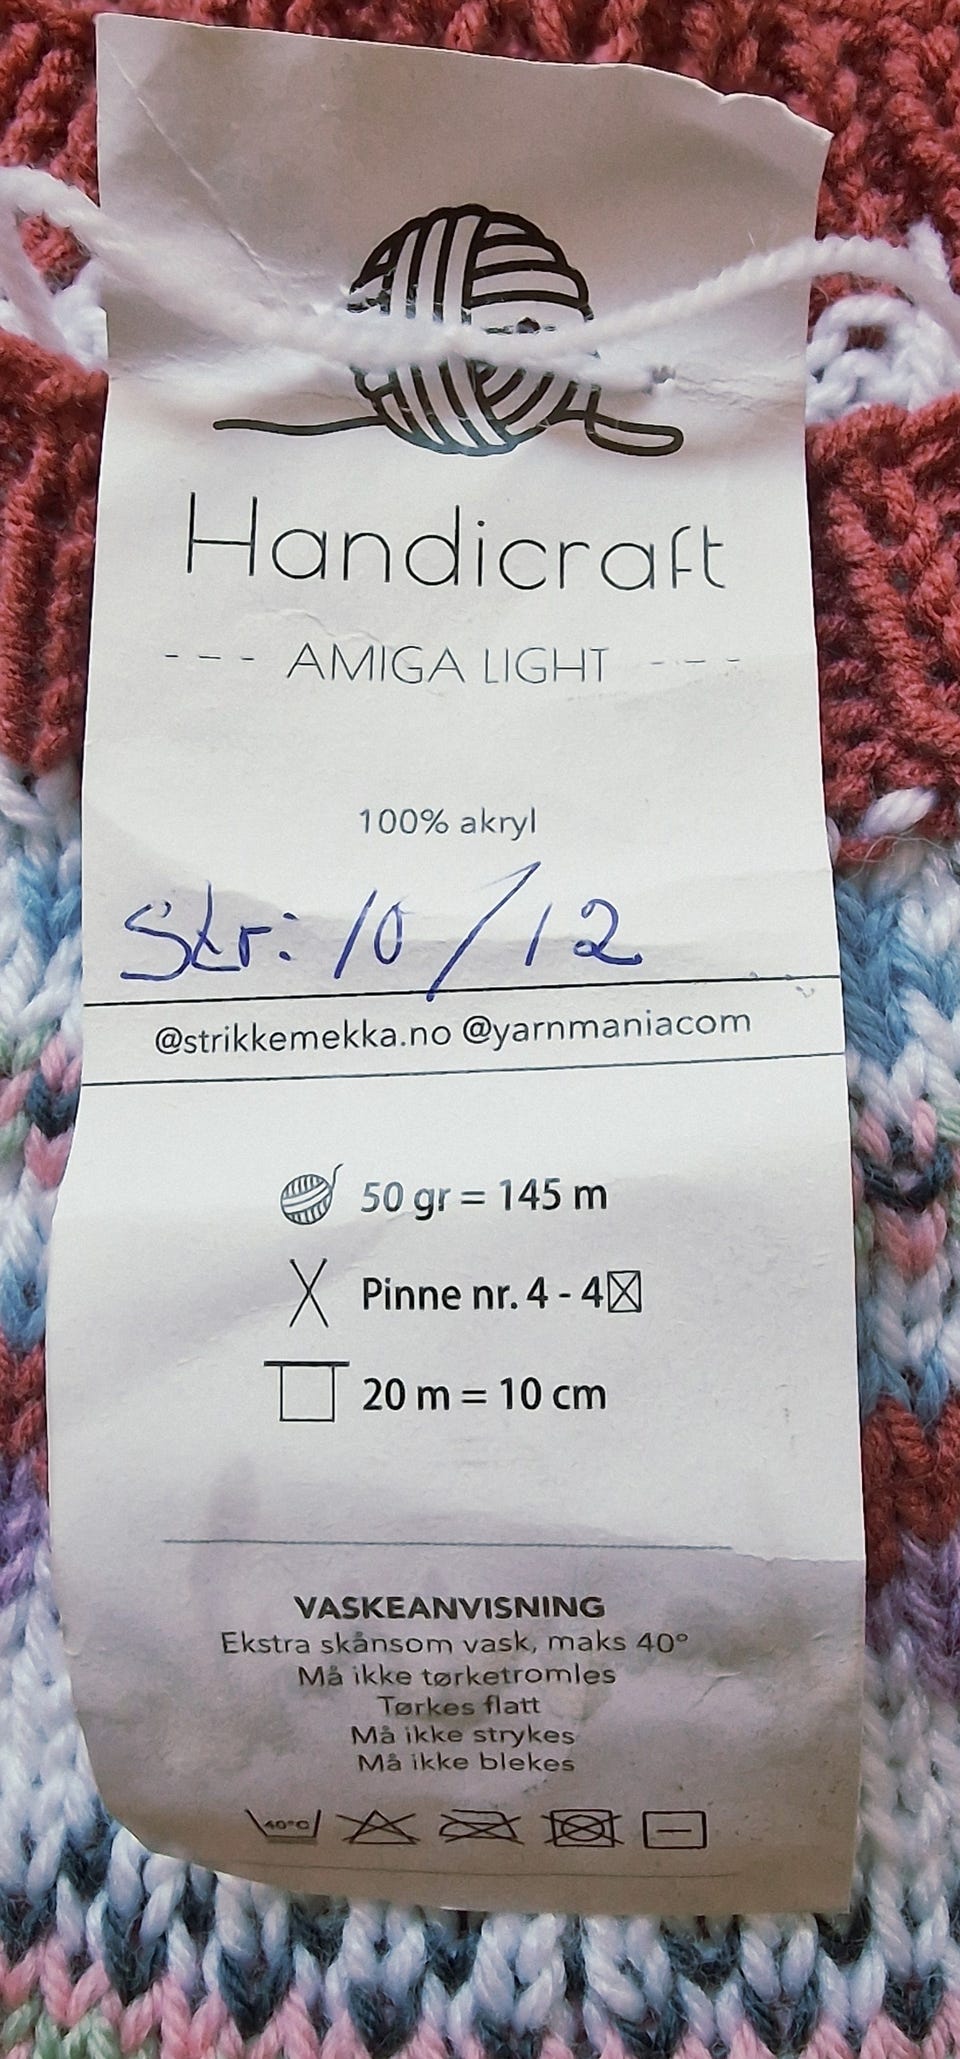 Handicraft
--- AMIGA LIGHT ---
100% akryl
Str: 10/12
@strikkemekka.no @yarnmaniacom
50 gr = 145 m
Pinne nr. 4 - 4☒
20 m = 10 cm
VASKEANVISNING
Ekstra skånsom vask, maks 40°
Må ikke tørketromles
Tørkes flatt
Må ikke strykes
Må ikke blekes
40°C